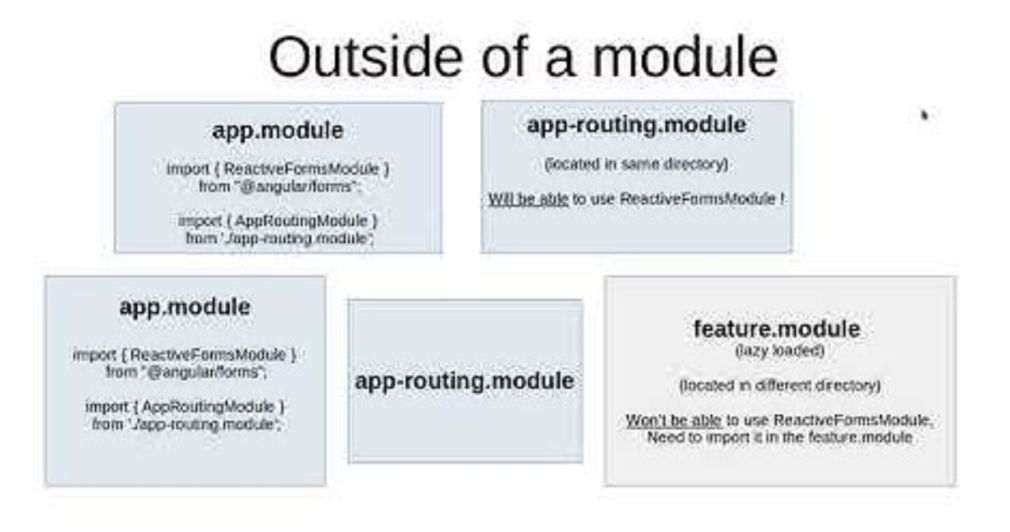 Outside of a module
app.module
import { ReactiveFormsModule }
from "@angular/forms";
import { AppRoutingModule }
from './app-routing.module';
app-routing.module
(located in same directory)
Will be able to use ReactiveFormsModule !
app.module
import { ReactiveFormsModule }
from "@angular/forms";
import { AppRoutingModule }
from './app-routing.module';
app-routing.module
feature.module
(lazy loaded)
(located in different directory)
Won't be able to use ReactiveFormsModule,
Need to import it in the feature.module